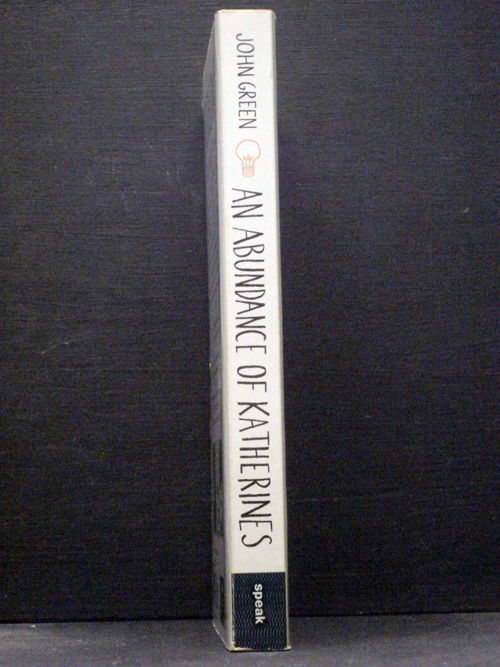 JOHN GREEN
AN ABUNDANCE OF KATHERINES
speak